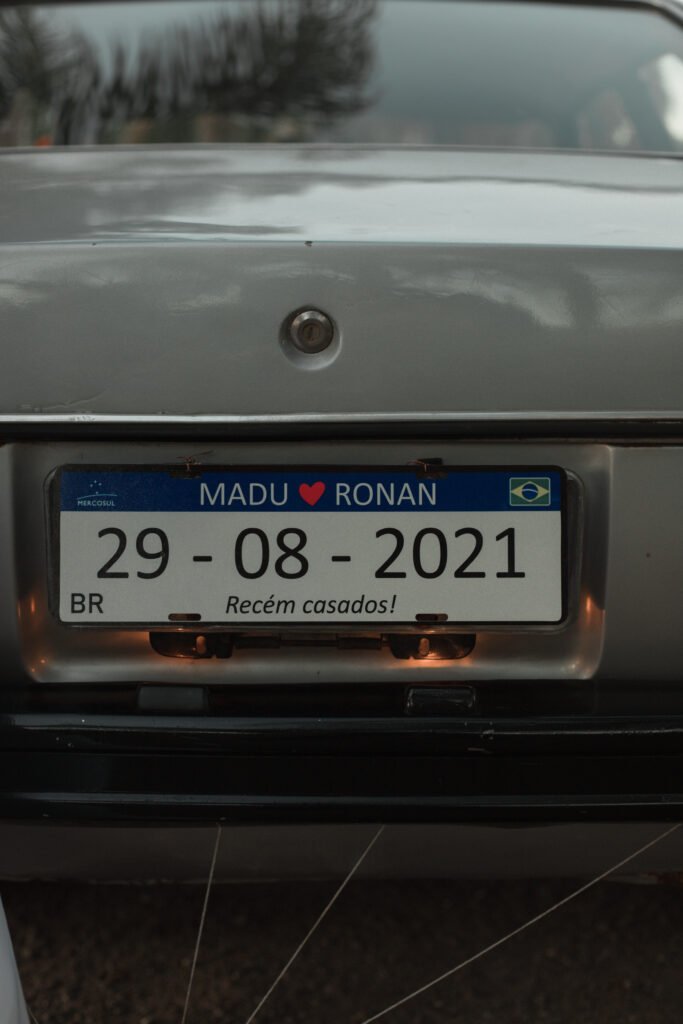 MADU ❤ RONAN
MERCOSUL
29 - 08 - 2021
BR
Recém casados!